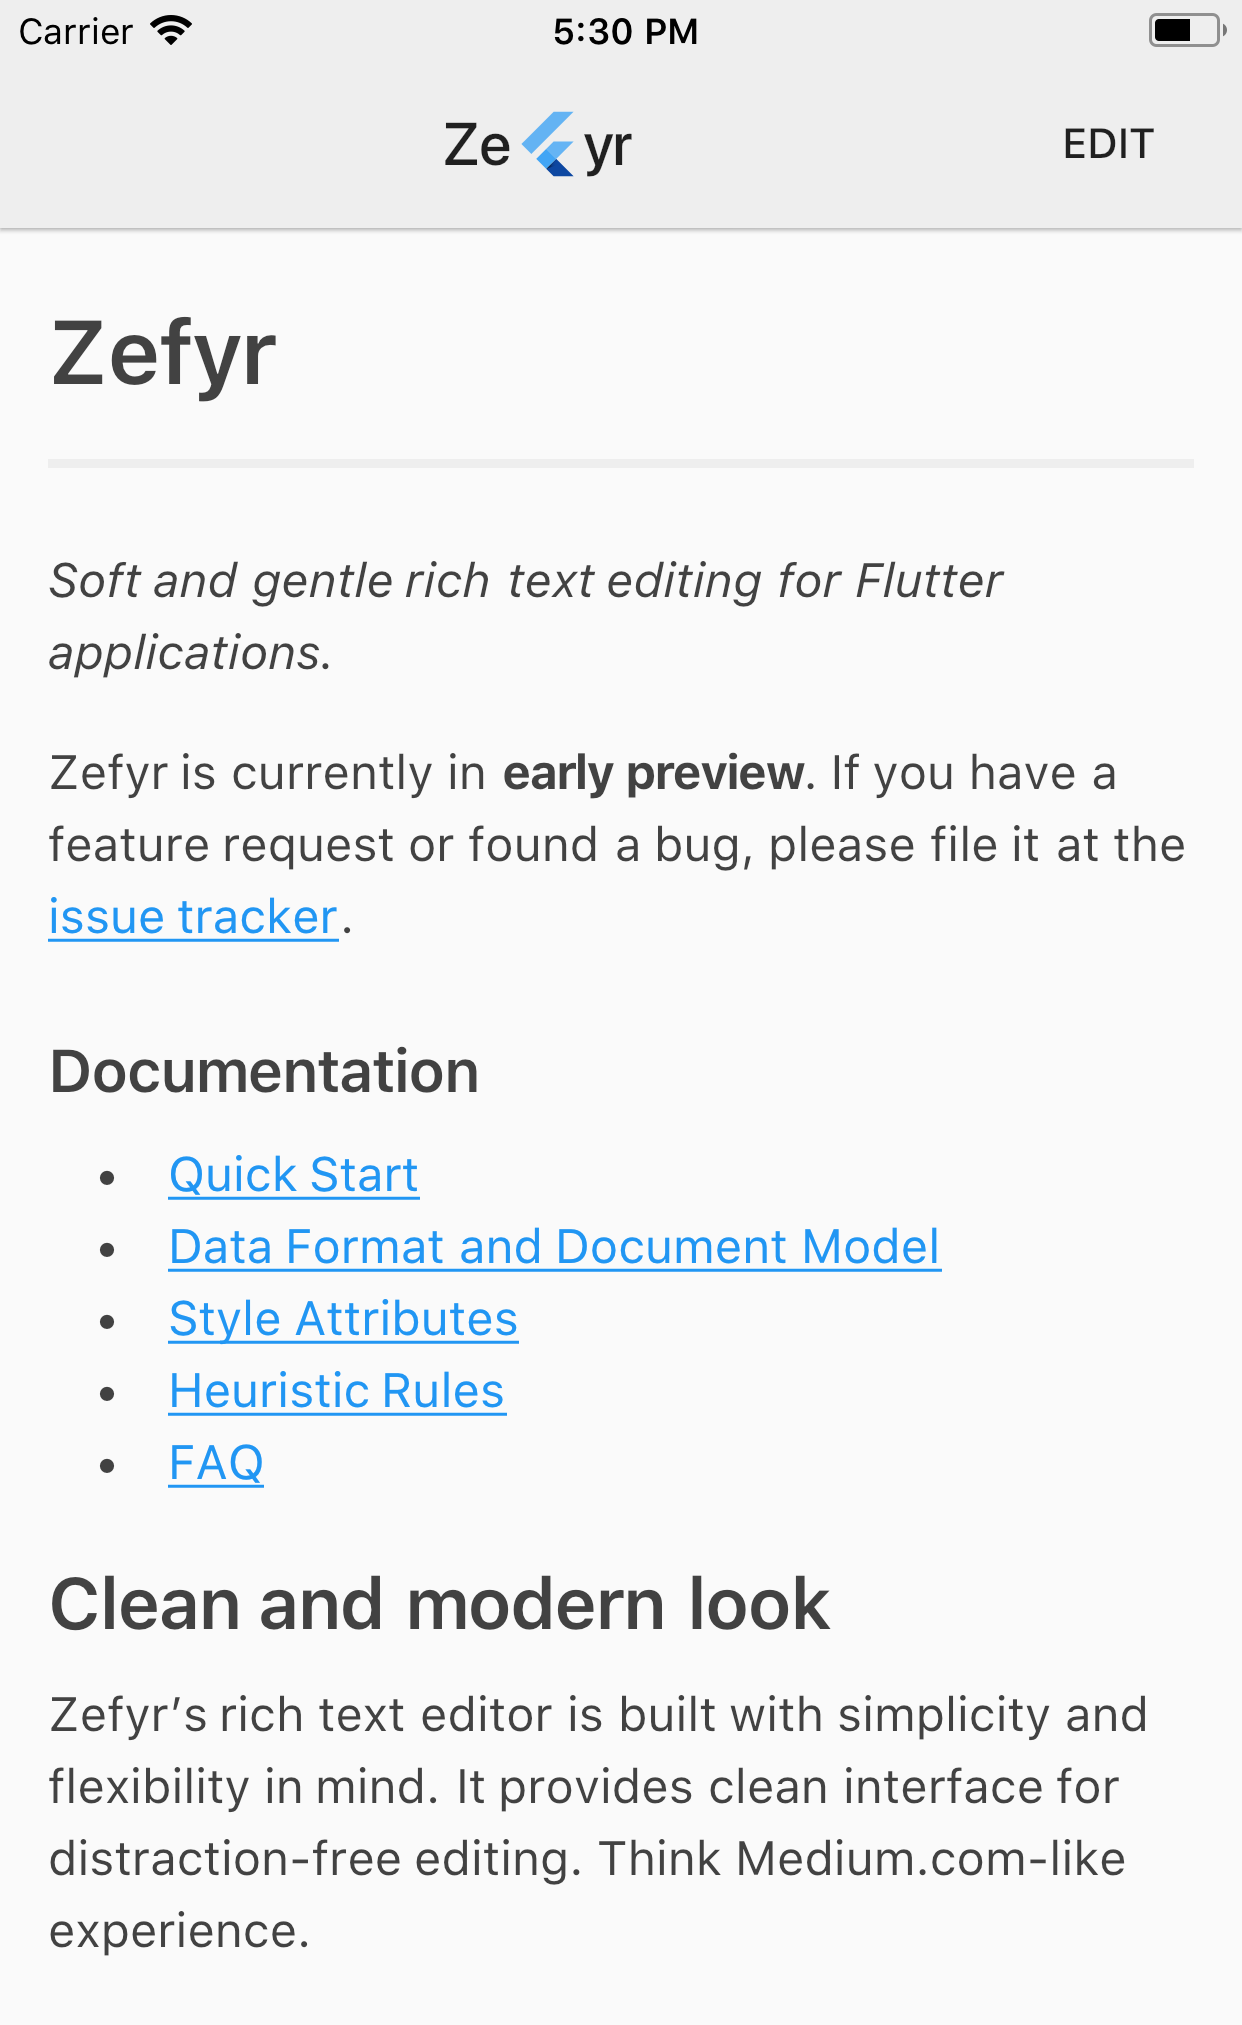 Carrier 5:30 PM
Ze yr EDIT
Zefyr
Soft and gentle rich text editing for Flutter
applications.
Zefyr is currently in early preview. If you have a
feature request or found a bug, please file it at the
issue tracker.
Documentation
• Quick Start
• Data Format and Document Model
• Style Attributes
• Heuristic Rules
• FAQ
Clean and modern look
Zefyr’s rich text editor is built with simplicity and
flexibility in mind. It provides clean interface for
distraction-free editing. Think Medium.com-like
experience.